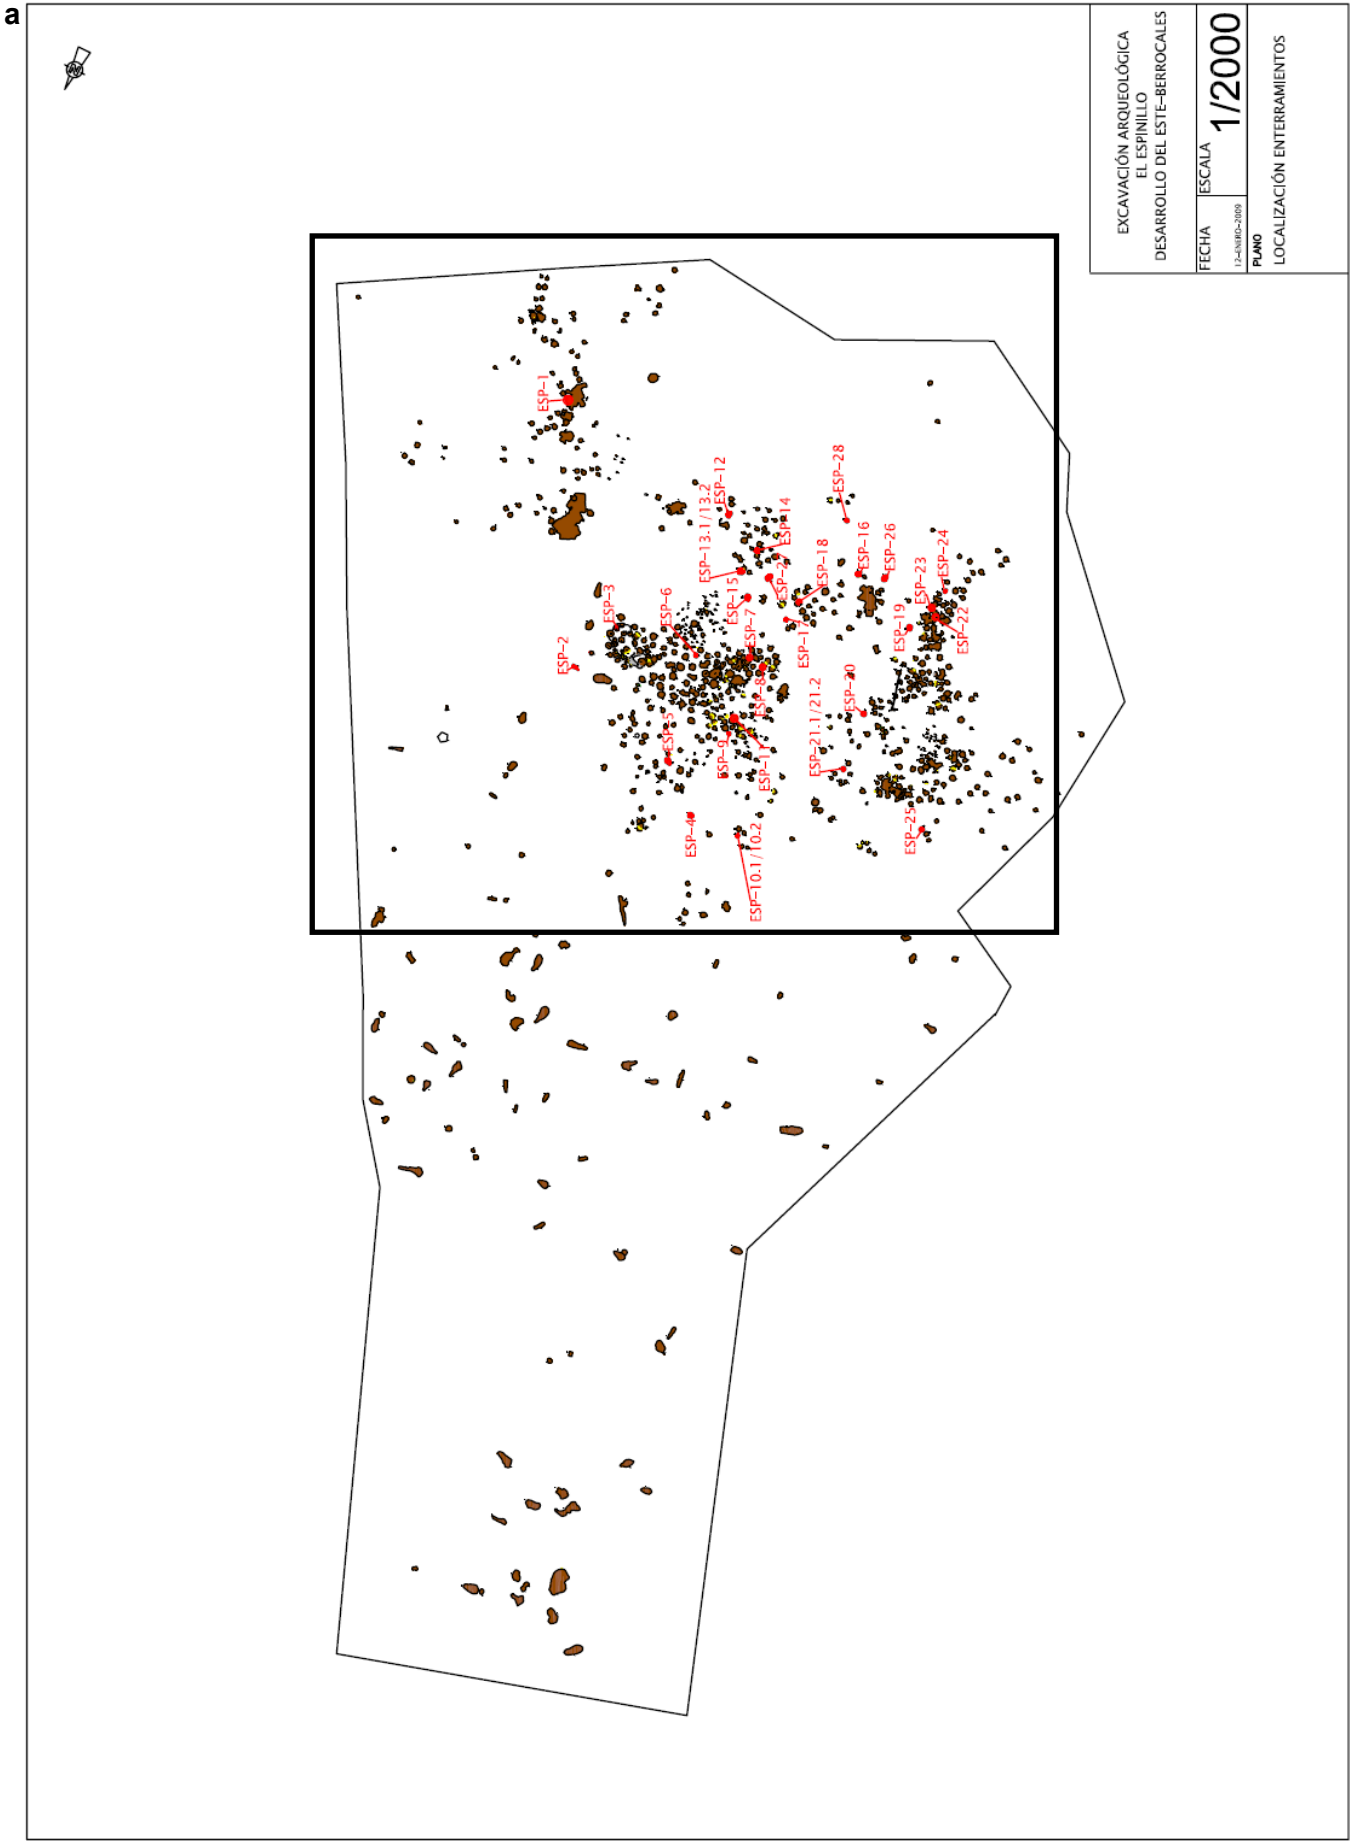 a
EXCAVACIÓN ARQUEOLÓGICA
EL ESPINILLO
DESARROLLO DEL ESTE-BERROCALES
FECHA
12-ENERO-2009
ESCALA
1/2000
PLANO
LOCALIZACIÓN ENTERRAMIENTOS
ESP-1
ESP-12
ESP-28
ESP-13.1/13.2
ESP-14
ESP-16
ESP-26
ESP-18
ESP-24
ESP-15
ESP-23
ESP-3
ESP-6
ESP-7
ESP-17
ESP-19
ESP-22
ESP-2
ESP-8
ESP-20
ESP-5
ESP-9
ESP-11
ESP-21.1/21.2
ESP-4
ESP-25
ESP-10.1/10.2